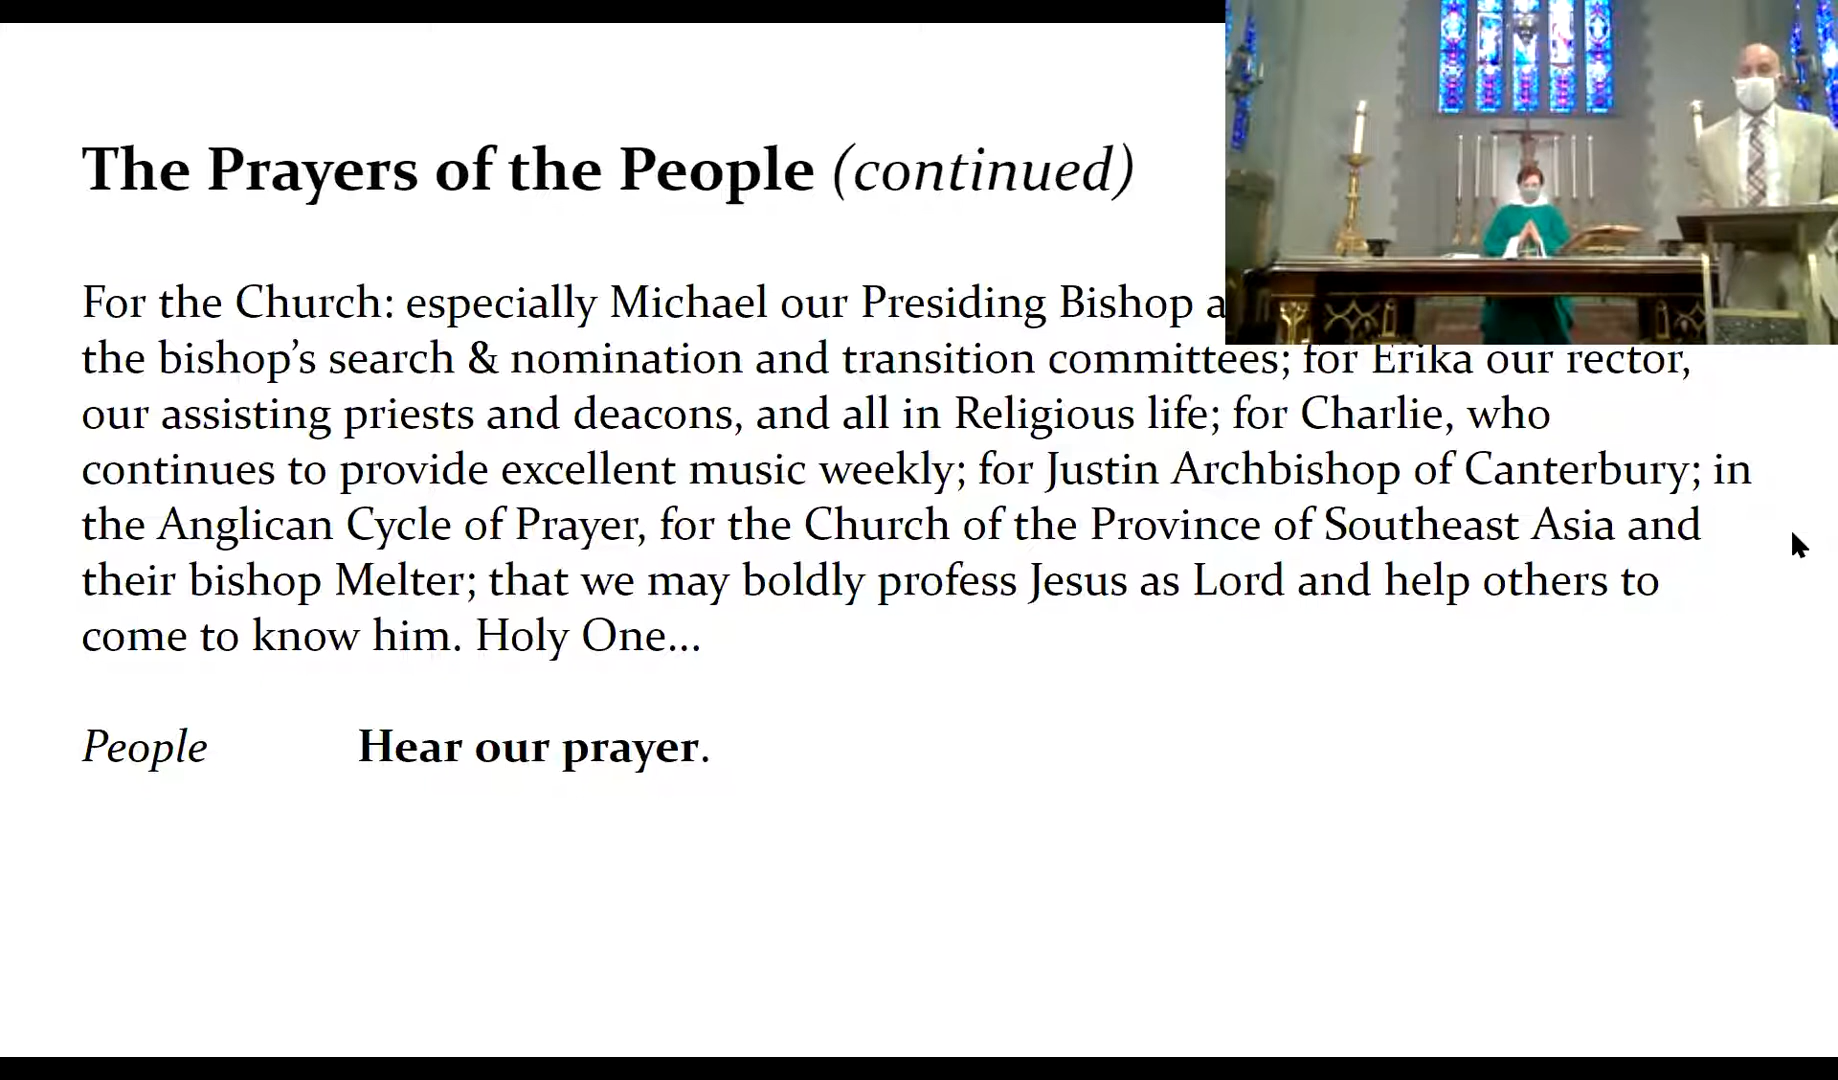 The Prayers of the People (continued)
For the Church: especially Michael our Presiding Bishop
the bishop’s search & nomination and transition committees; for Erika our rector,
our assisting priests and deacons, and all in Religious life; for Charlie, who
continues to provide excellent music weekly; for Justin Archbishop of Canterbury; in
the Anglican Cycle of Prayer, for the Church of the Province of Southeast Asia and
their bishop Melter; that we may boldly profess Jesus as Lord and help others to
come to know him. Holy One...
People Hear our prayer.